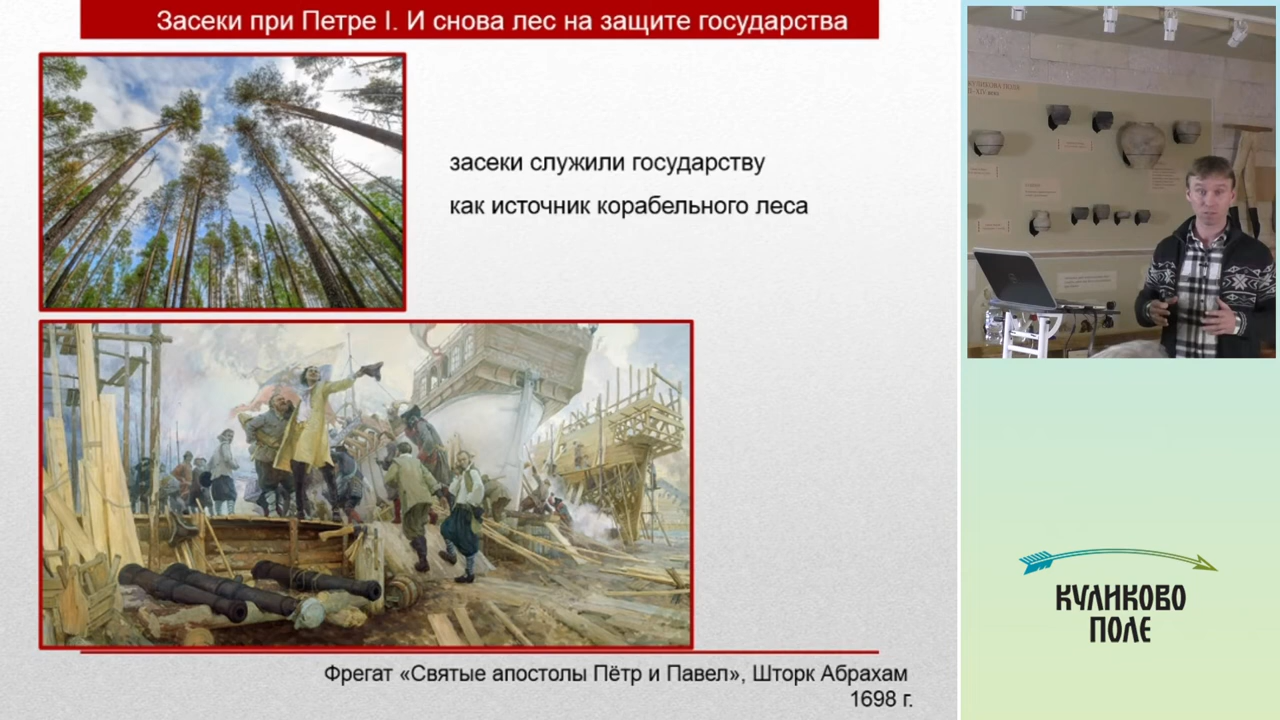 Засеки при Петре I. И снова лес на защите государства
засеки служили государству
как источник корабельного леса
Фрегат «Святые апостолы Пётр и Павел», Шторк Абрахам
1698 г.
КУЛИКОВО
ПОЛЕ